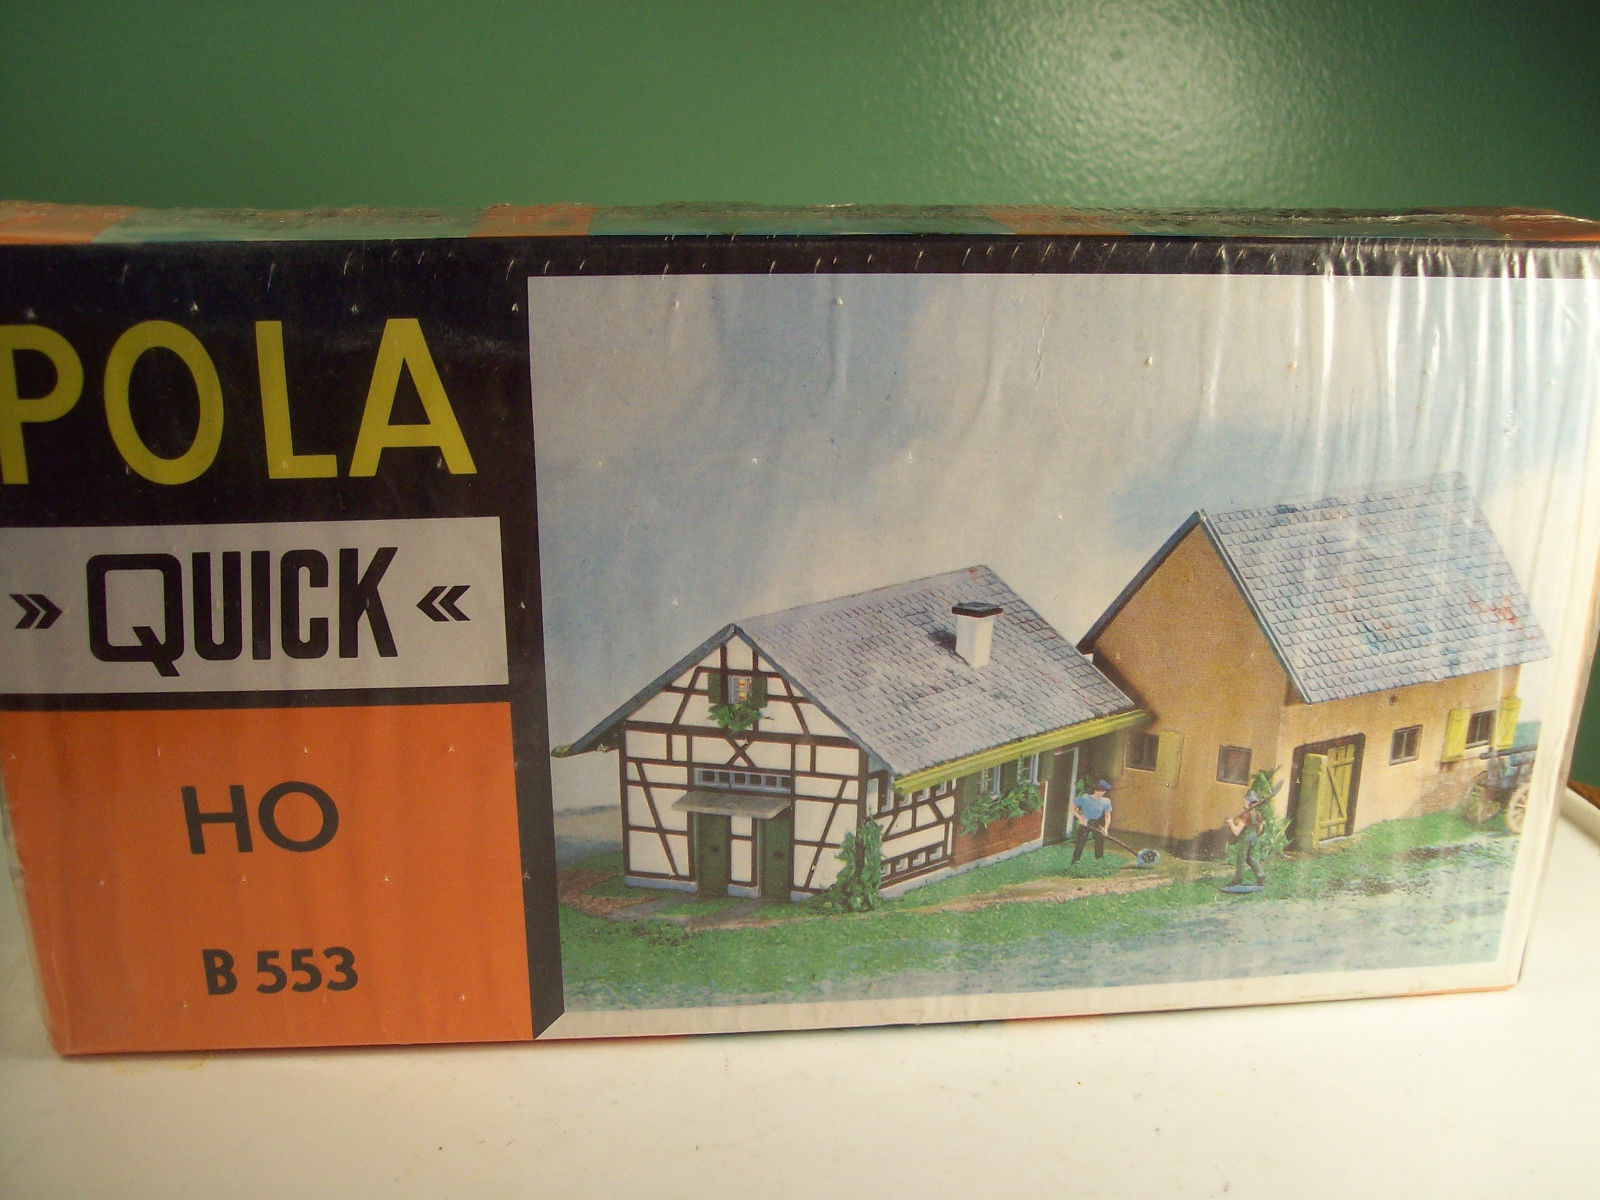 POLA
» QUICK «
HO
B 553